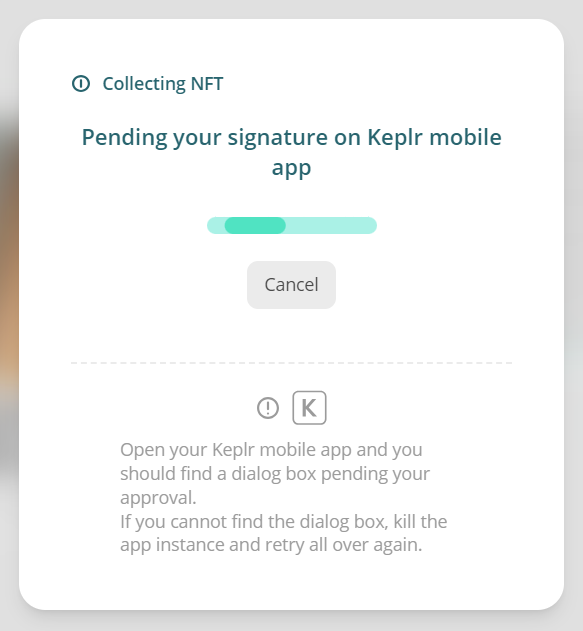 Collecting NFT
Pending your signature on Keplr mobile
app
Cancel
K
Open your Keplr mobile app and you
should find a dialog box pending your
approval.
If you cannot find the dialog box, kill the
app instance and retry all over again.